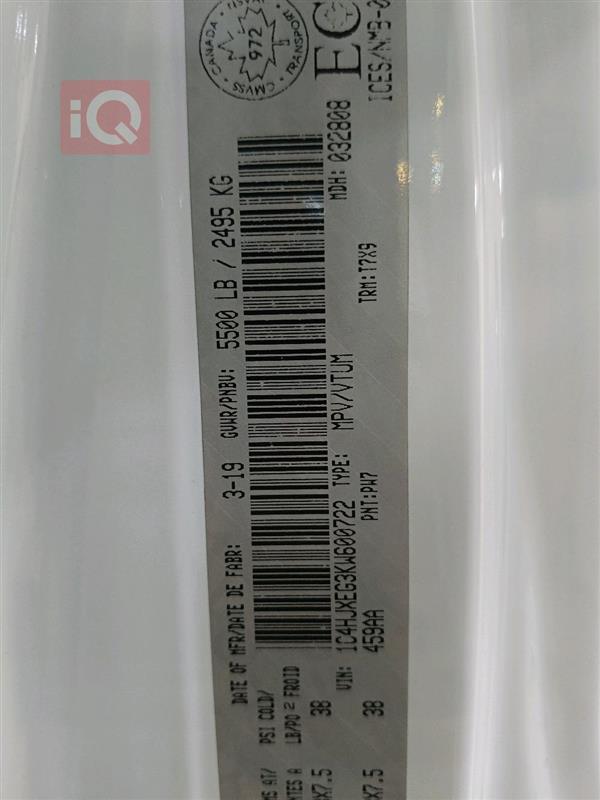 iQ
CANADA
TRANSPORT
CMVSS
972
EC
ICES/NMB-0
DATE OF MFR/DATE DE FABR: 3-19 GVWR/PNBV: 5500 LB / 2495 KG
MDH: 032808
VIN: 1C4HJXEG3KW600722 TYPE: MPV/VTUM
459AA PNT:PW7 TRM:T7X9
PSI COLD/
LB/PO 2 FROID
38
38
X7.5
X7.5